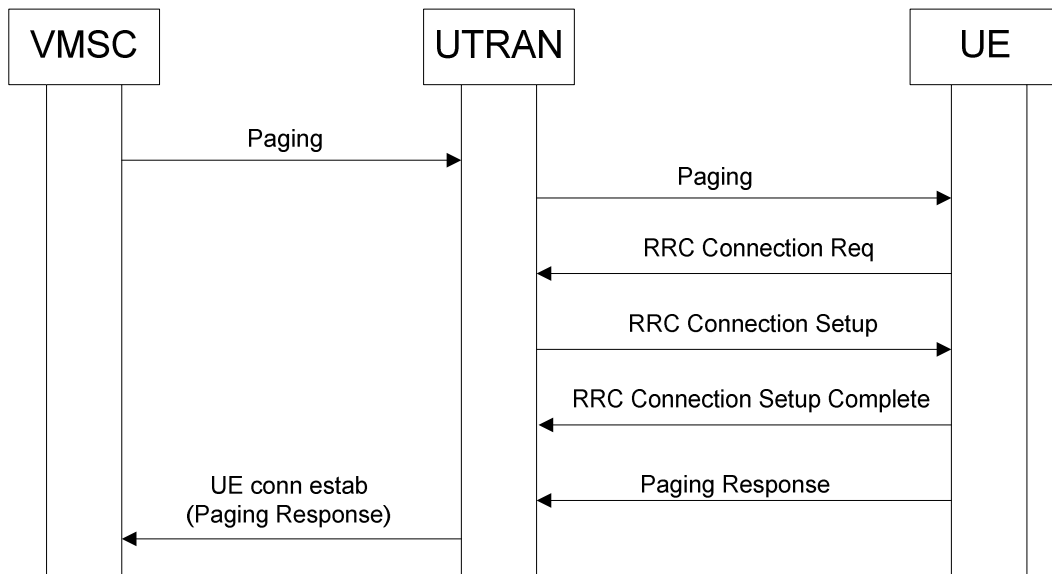 VMSC
UTRAN
UE
Paging
Paging
RRC Connection Req
RRC Connection Setup
RRC Connection Setup Complete
Paging Response
UE conn estab
(Paging Response)